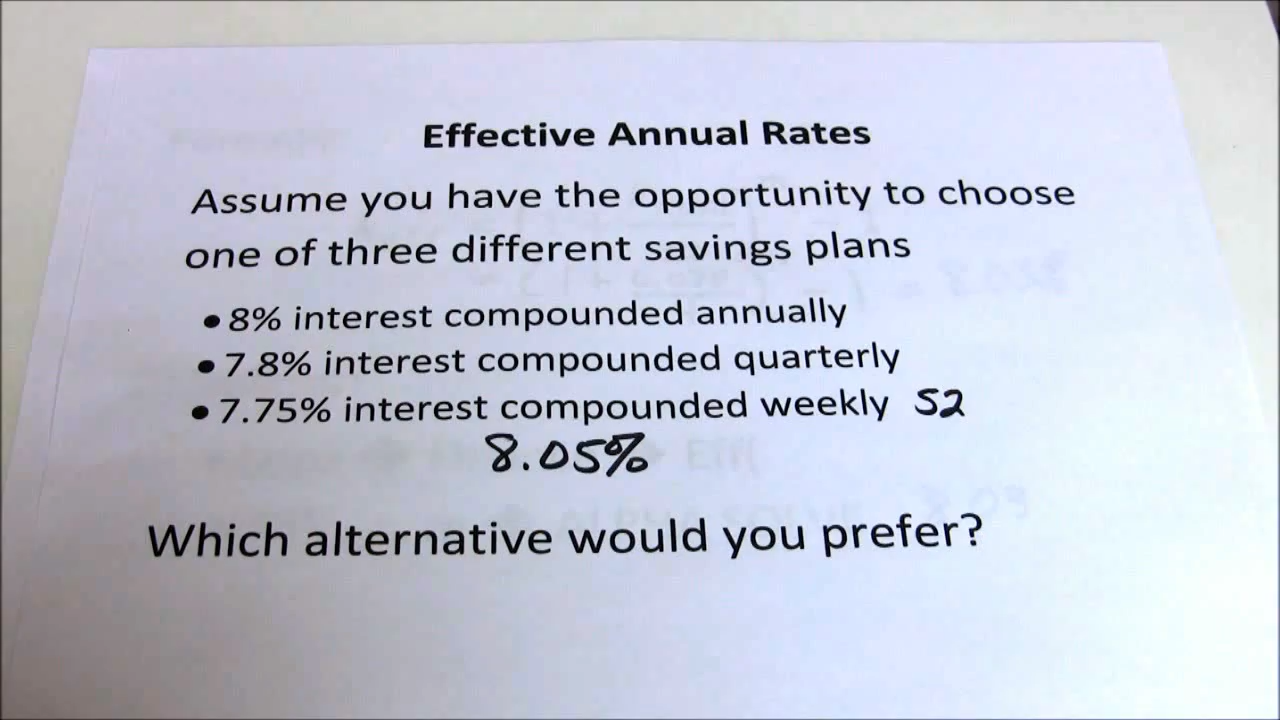 Effective Annual Rates
Assume you have the opportunity to choose
one of three different savings plans
• 8% interest compounded annually
• 7.8% interest compounded quarterly
• 7.75% interest compounded weekly 52
8.05%
Which alternative would you prefer?